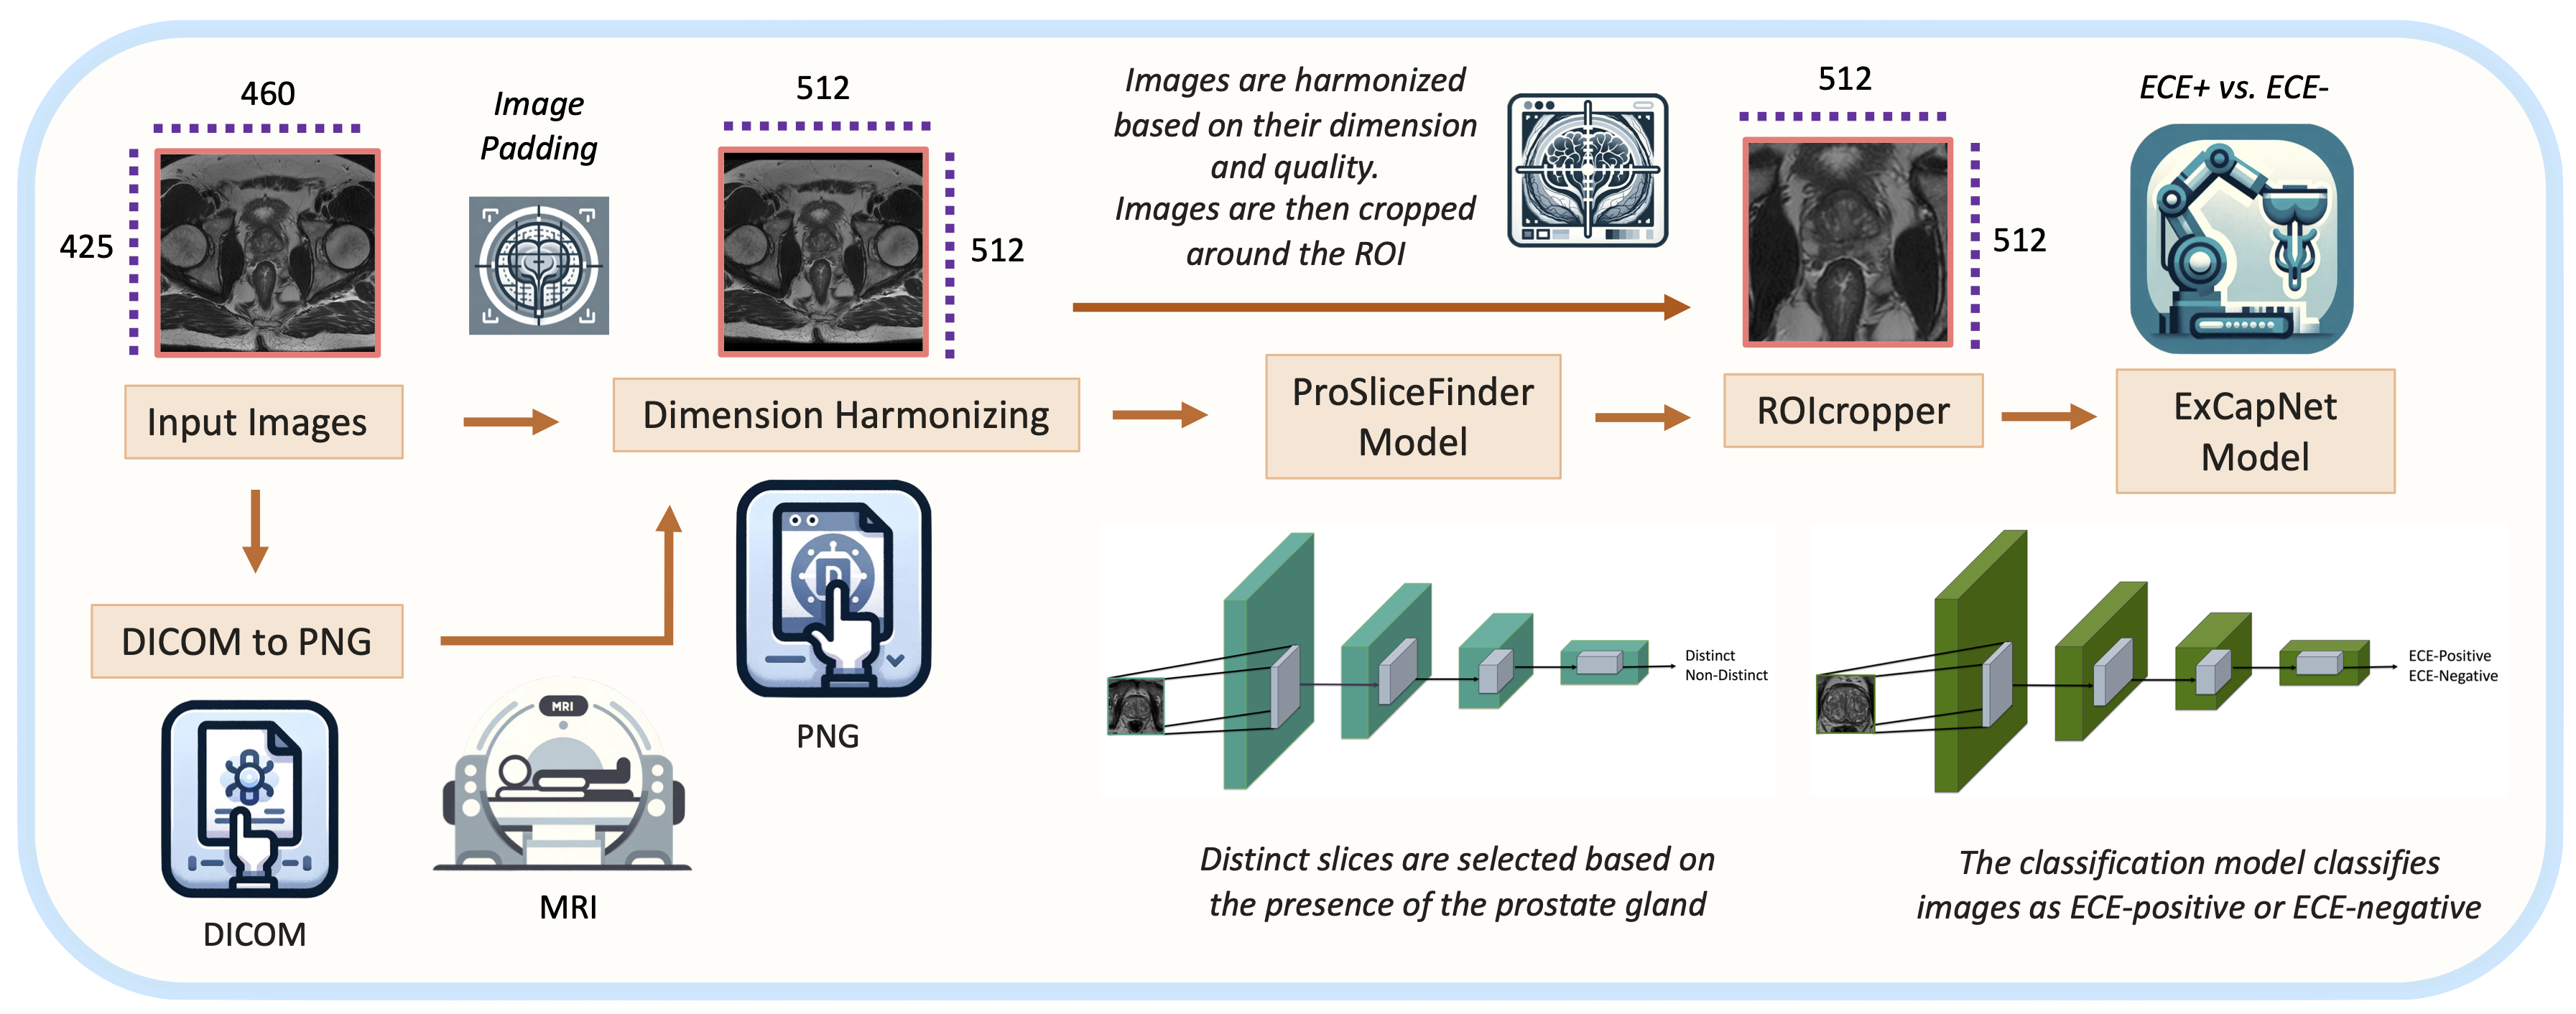 460
425
Image
Padding
512
512
Images are harmonized
based on their dimension
and quality.
Images are then cropped
around the ROI
512
512
ECE+ vs. ECE-
Input Images
Dimension Harmonizing
ProSliceFinder
Model
ROIcropper
ExCapNet
Model
DICOM to PNG
D
PNG
MRI
MRI
DICOM
Distinct
Non-Distinct
ECE-Positive
ECE-Negative
Distinct slices are selected based on
the presence of the prostate gland
The classification model classifies
images as ECE-positive or ECE-negative